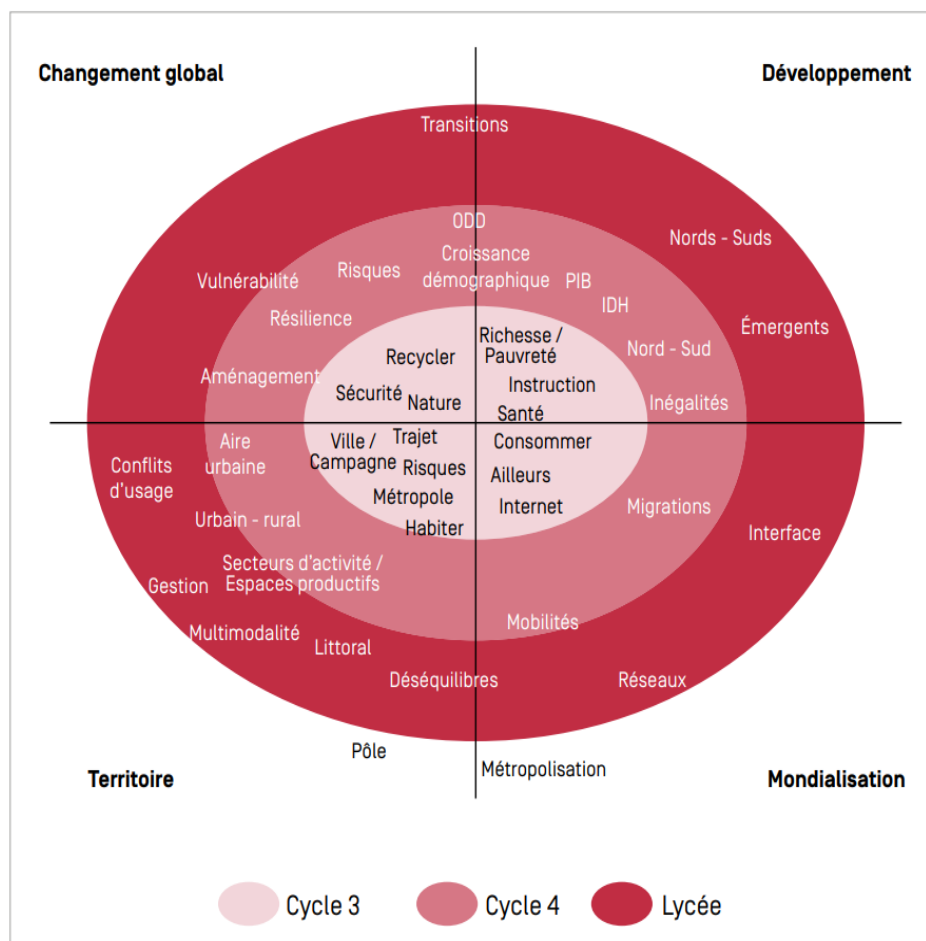 Changement global
Développement
Transitions
ODD
Nords - Suds
Croissance
démographique
Risques
Vulnérabilité
PIB
IDH
Résilience
Émergents
Richesse /
Pauvreté
Nord - Sud
Recycler
Aménagement
Instruction
Sécurité
Nature
Santé
Inégalités
Aire
urbaine
Ville /
Campagne
Trajet
Consommer
Conflits
d'usage
Risques
Ailleurs
Métropole
Internet
Migrations
Urbain - rural
Habiter
Interface
Secteurs d'activité /
Espaces productifs
Gestion
Mobilités
Multimodalité
Littoral
Déséquilibres
Réseaux
Pôle
Métropolisation
Territoire
Mondialisation
Cycle 3
Cycle 4
Lycée